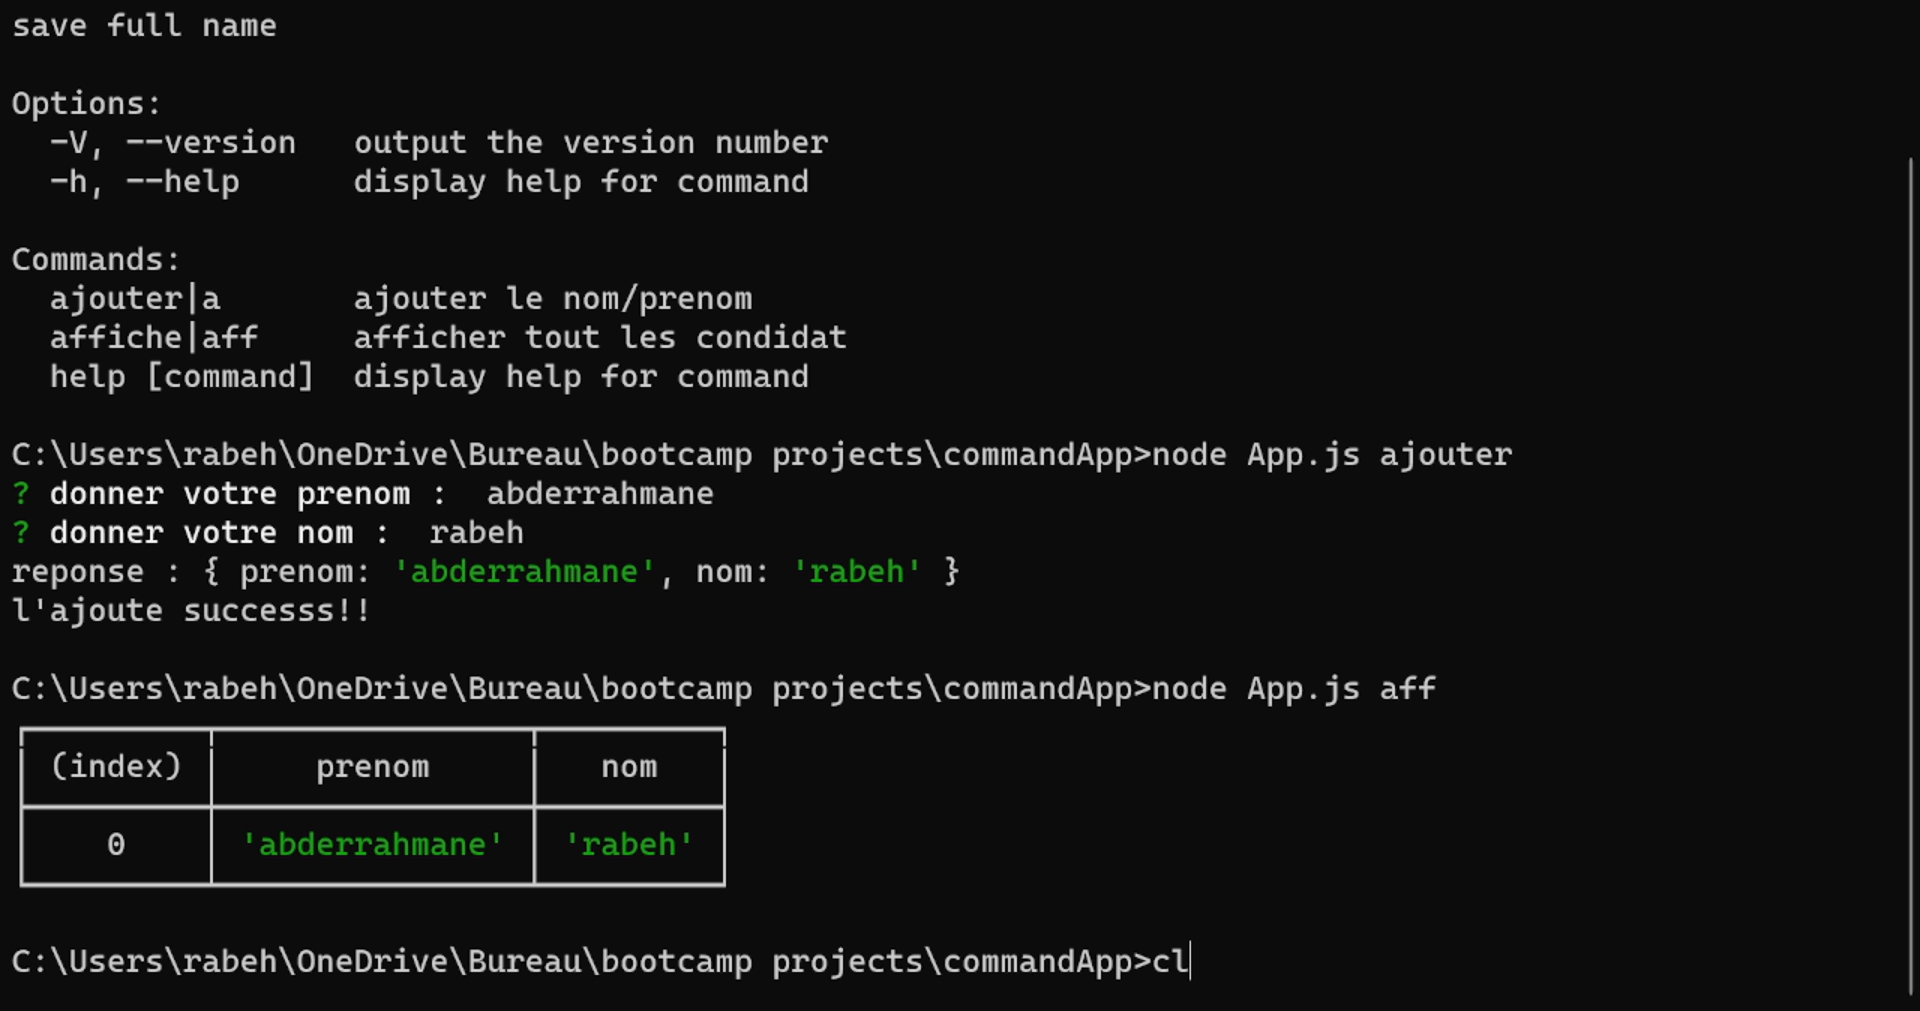 save full name
Options:
-V, --version output the version number
-h, --help display help for command
Commands:
ajouter|a ajouter le nom/prenom
affiche|aff afficher tout les condidat
help [command] display help for command
C:\Users\rabeh\OneDrive\Bureau\bootcamp projects\commandApp>node App.js ajouter
? donner votre prenom : abderrahmane
? donner votre nom : rabeh
reponse : { prenom: 'abderrahmane', nom: 'rabeh' }
l'ajoute successs!!
C:\Users\rabeh\OneDrive\Bureau\bootcamp projects\commandApp>node App.js aff
(index) prenom nom
0 'abderrahmane' 'rabeh'
C:\Users\rabeh\OneDrive\Bureau\bootcamp projects\commandApp>cl